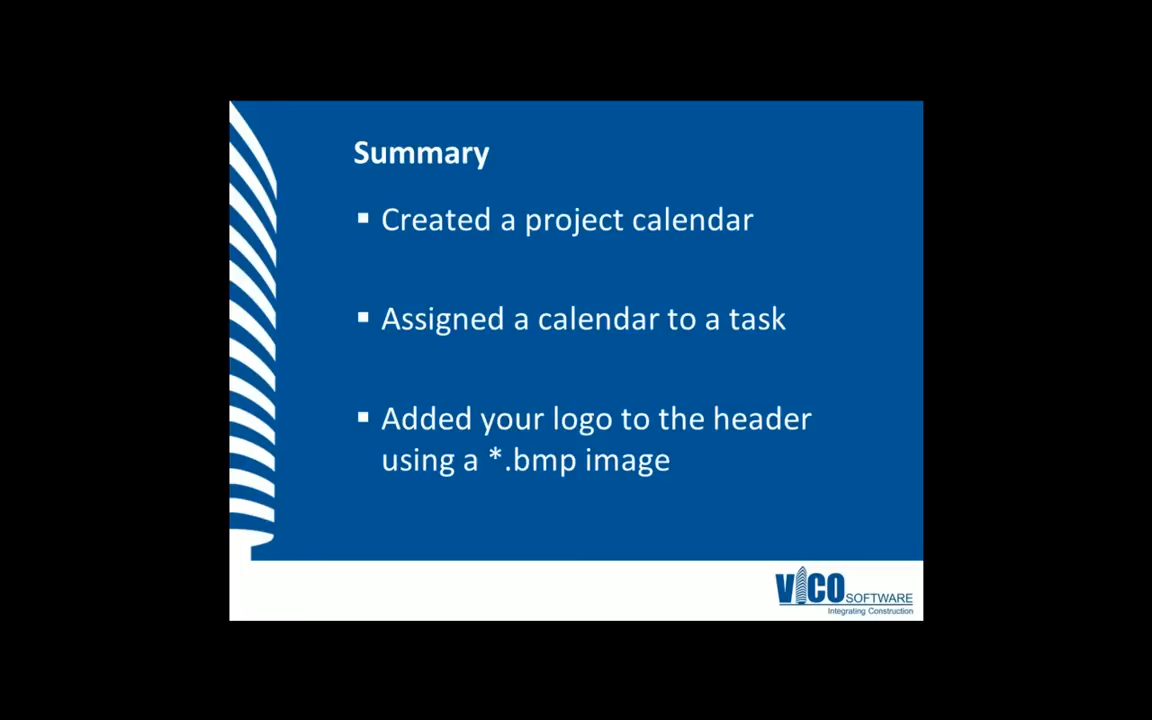 Summary
▪ Created a project calendar
▪ Assigned a calendar to a task
▪ Added your logo to the header
using a *.bmp image
VICO SOFTWARE
Integrating Construction